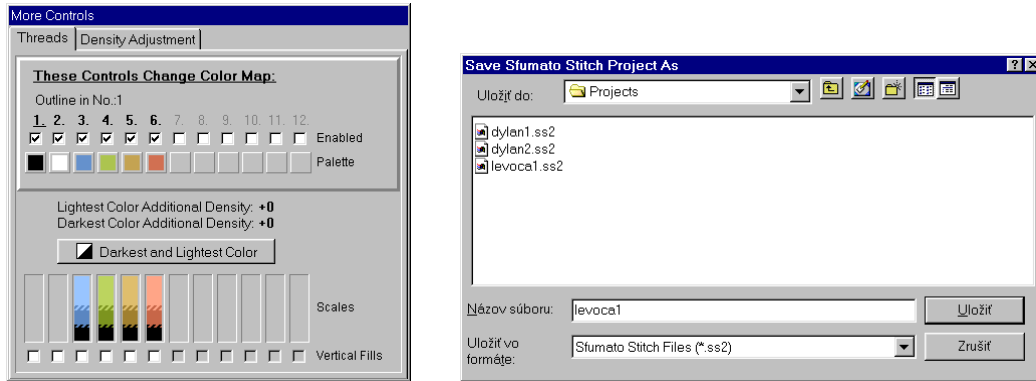 More Controls
Threads Density Adjustment
These Controls Change Color Map:
Outline in No.:1
1. 2. 3. 4. 5. 6. 7. 8. 9. 10. 11. 12.
Enabled
Palette
Lightest Color Additional Density: +0
Darkest Color Additional Density: +0
Darkest and Lightest Color
Scales
Vertical Fills
Save Sfumato Stitch Project As
Uložiť do: Projects
dylan1.ss2
dylan2.ss2
levoca1.ss2
Názov súboru: levoca1 Uložiť
Uložiť vo
formáte: Sfumato Stitch Files (*.ss2) Zrušiť